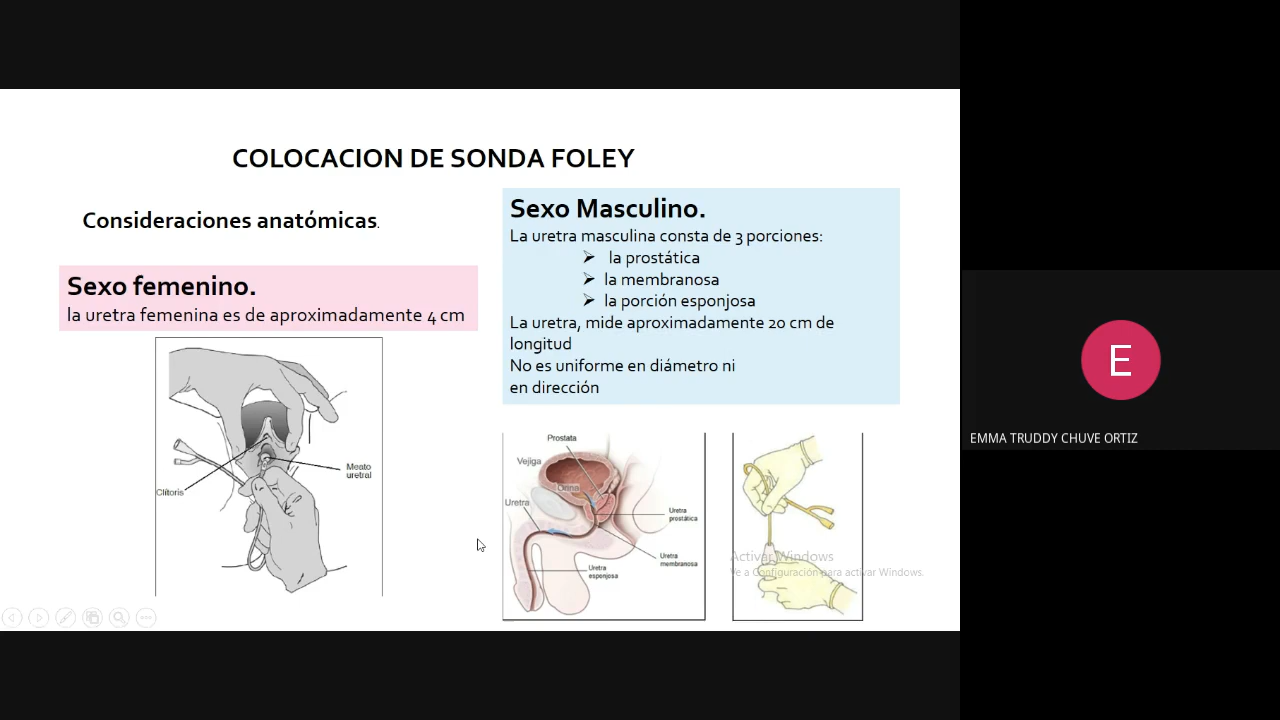 COLOCACION DE SONDA FOLEY
Consideraciones anatómicas.
Sexo femenino.
la uretra femenina es de aproximadamente 4 cm
Clítoris
Meato
uretral
Sexo Masculino.
La uretra masculina consta de 3 porciones:
la prostática
la membranosa
la porción esponjosa
La uretra, mide aproximadamente 20 cm de
longitud
No es uniforme en diámetro ni
en dirección
Prostata
Vejiga
Orina
Uretra
Uretra
prostática
Uretra
membranosa
Uretra
esponjosa
Activar Windows
Ve a Configuración para activar Windows.
E
EMMA TRUDDY CHUVE ORTIZ